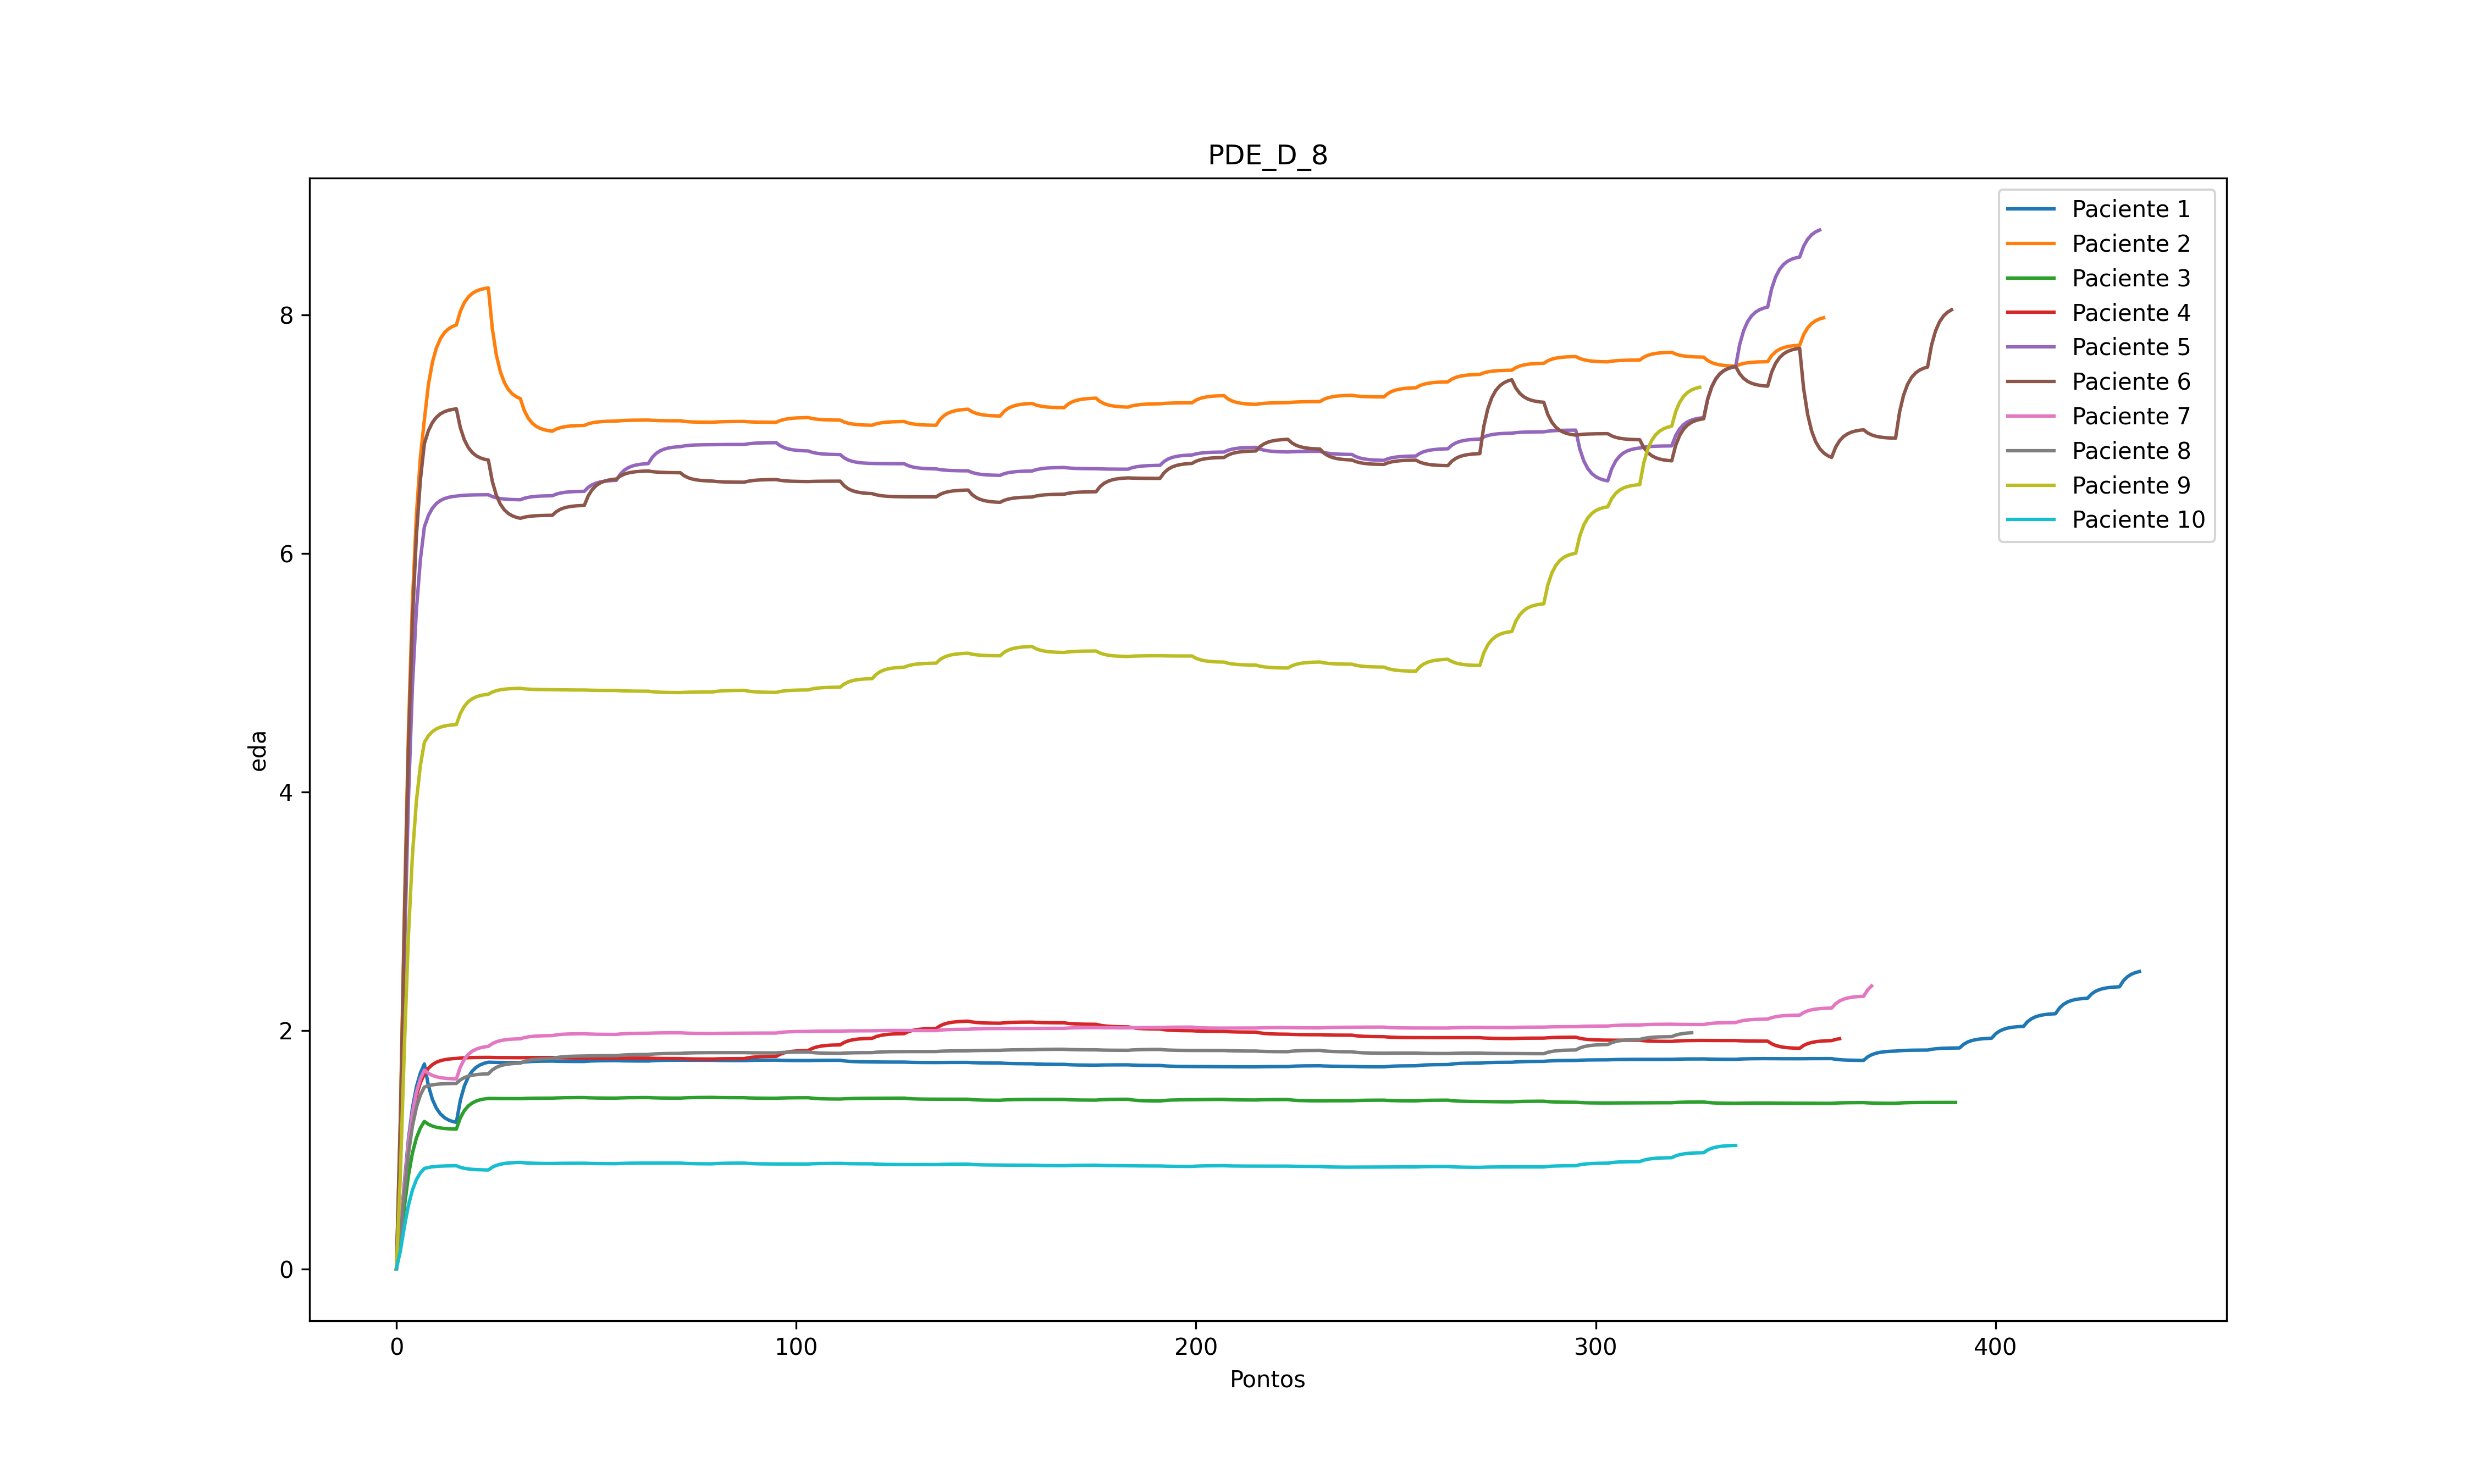 PDE_D_8
Paciente 1
Paciente 2
Paciente 3
Paciente 4
Paciente 5
Paciente 6
Paciente 7
Paciente 8
Paciente 9
Paciente 10
8
6
4
2
0
eda
0 100 200 300 400
Pontos